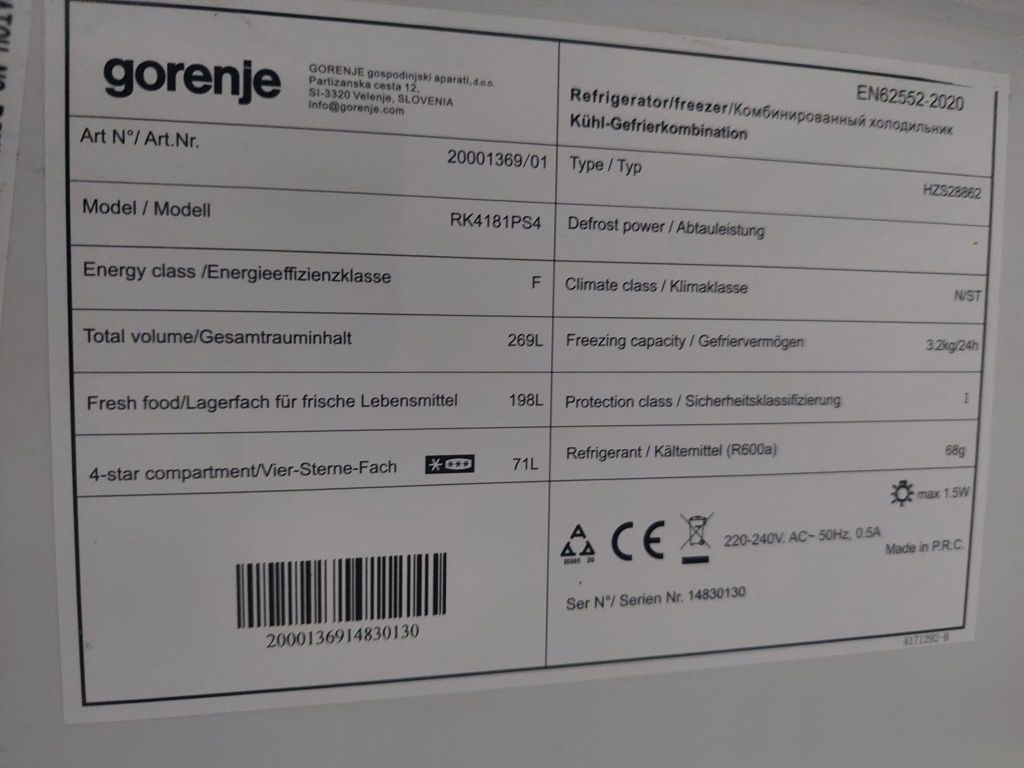 gorenje
GORENJE gospodinjski aparati, d.o.o.
Partizanska cesta 12,
SI-3320 Velenje, SLOVENIA
info@gorenje.com
EN62552-2020
Refrigerator/freezer/Комбинированный холодильник
Kühl-Gefrierkombination
Art N°/ Art.Nr.
20001369/01
Type / Typ
HZS28862
Model / Modell
RK4181PS4
Defrost power / Abtauleistung
Energy class /Energieeffizienzklasse
F
Climate class / Klimaklasse
N/ST
Total volume/Gesamtrauminhalt
269L
Freezing capacity / Gefriervermögen
3.2kg/24h
Fresh food/Lagerfach für frische Lebensmittel
198L
Protection class / Sicherheitsklassifizierung
I
4-star compartment/Vier-Sterne-Fach
71L
Refrigerant / Kältemittel (R600a)
68g
max 1.5W
CE
220-240V. AC~ 50Hz, 0.5A
Made in P.R.C.
Ser N°/ Serien Nr. 14830130
2000136914830130
4171292-B